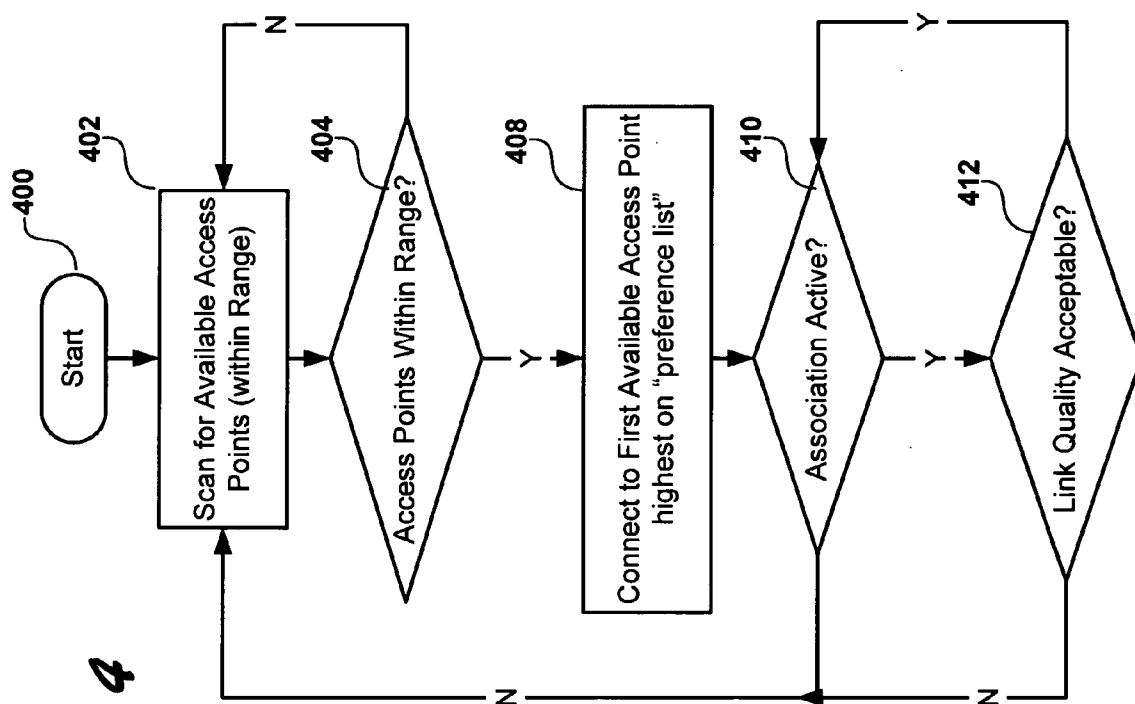 4
400
Start
402
Scan for Available Access
Points (within Range)
N
404
Access Points Within Range?
Y
408
Connect to First Available Access Point
highest on “preference list”
410
Association Active?
Y
Y
412
Link Quality Acceptable?
N
N